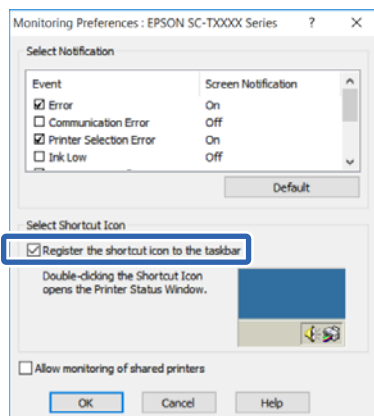 Monitoring Preferences : EPSON SC-TXXXX Series ? ×
Select Notification
Event Screen Notification
Error On
Communication Error Off
Printer Selection Error On
Ink Low Off
Default
Select Shortcut Icon
Register the shortcut icon to the taskbar
Double-clicking the Shortcut Icon
opens the Printer Status Window.
Allow monitoring of shared printers
OK Cancel Help